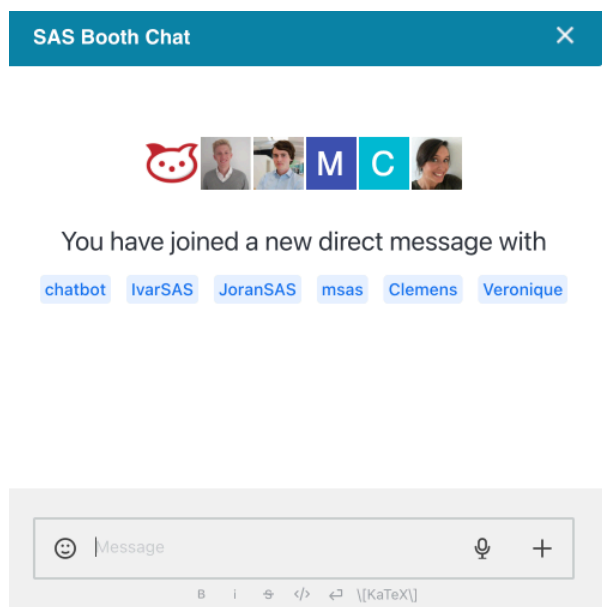 SAS Booth Chat
M C
You have joined a new direct message with
chatbot IvarSAS JoranSAS msas Clemens Veronique
Message
B i S </> \[KaTeX\]